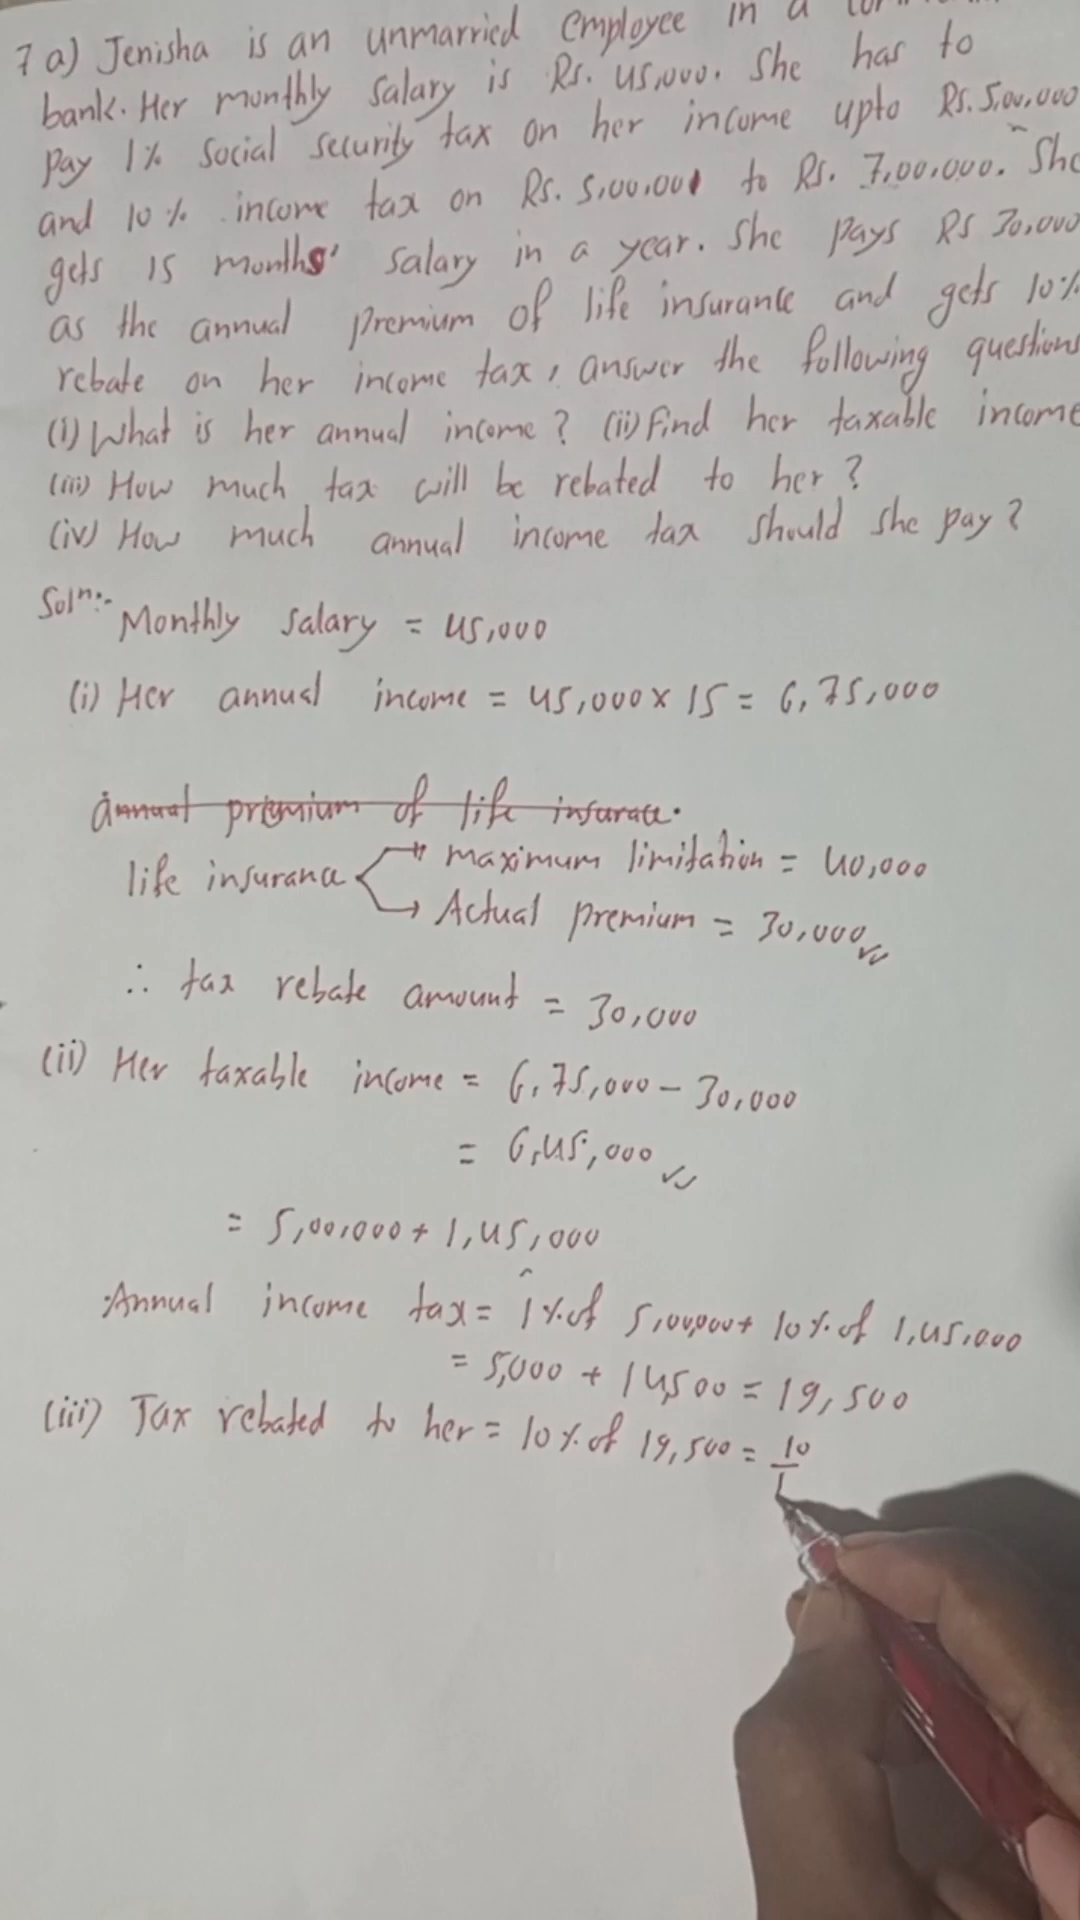 7 a) Jenisha is an unmarried employee in a
bank. Her monthly salary is Rs. 45,000. She has to
pay 1% social security tax on her income upto Rs. 5,00,000
and 10% income tax on Rs. 5,00,001 to Rs. 7,00,000. She
gets 15 months' salary in a year. She pays RS 30,000
as the annual premium of life insurance and gets 10%
rebate on her income tax, answer the following questions
(i) What is her annual income? (ii) Find her taxable income
(iii) How much tax will be rebated to her?
(iv) How much annual income tax should she pay?
Solⁿ:-
Monthly salary = 45,000
(i) Her annual income = 45,000 × 15 = 6,75,000
annual premium of life insurace.
life insurance → maximum limitation = 40,000
→ Actual premium = 30,000
∴ tax rebate amount = 30,000
(ii) Her taxable income = 6,75,000 - 30,000
= 6,45,000
= 5,00,000 + 1,45,000
Annual income tax = 1% of 5,00,000 + 10% of 1,45,000
= 5,000 + 14,500 = 19,500
(iii) Tax rebated to her = 10% of 19,500 = 10